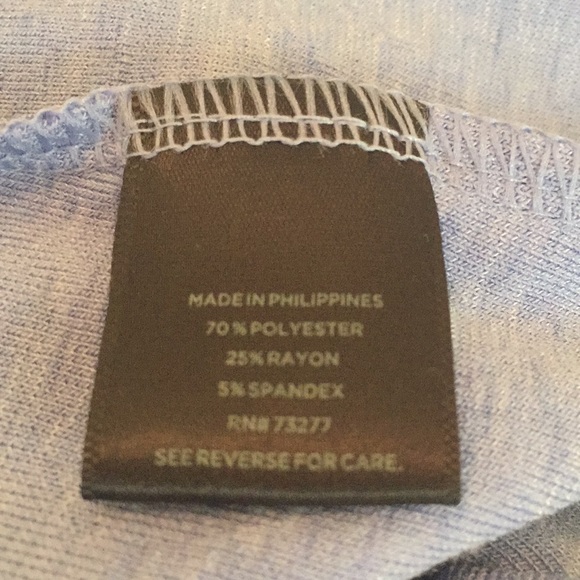 MADE IN PHILIPPINES
70% POLYESTER
25% RAYON
5% SPANDEX
RN# 73277
SEE REVERSE FOR CARE.